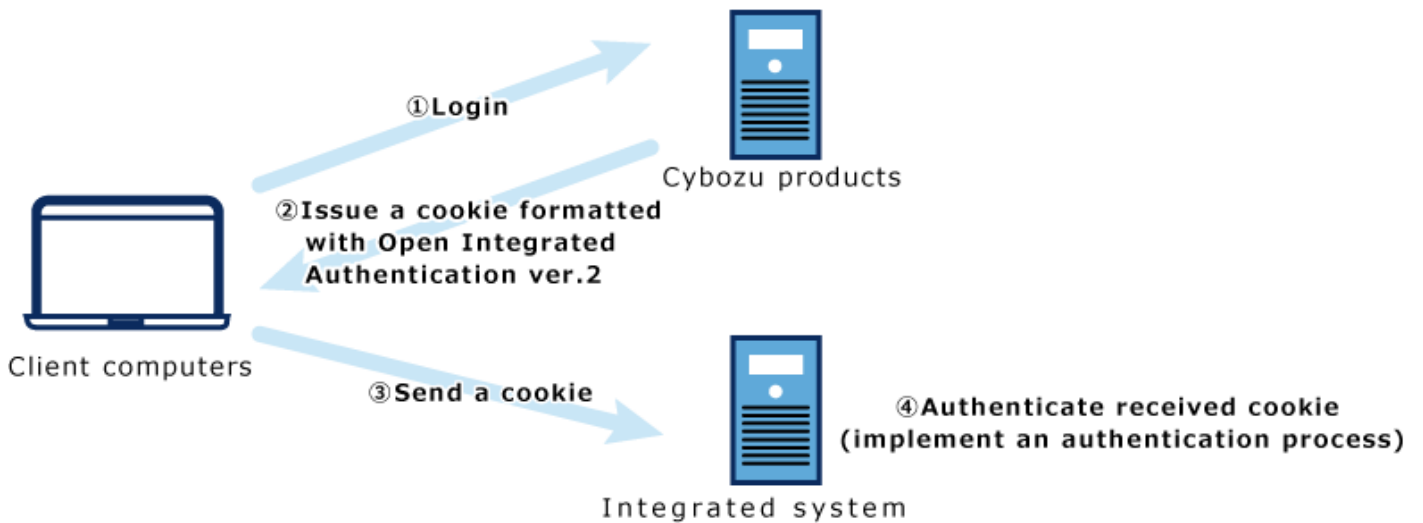 ①Login
Cybozu products
②Issue a cookie formatted
with Open Integrated
Authentication ver.2
Client computers
③Send a cookie
④Authenticate received cookie
(implement an authentication process)
Integrated system